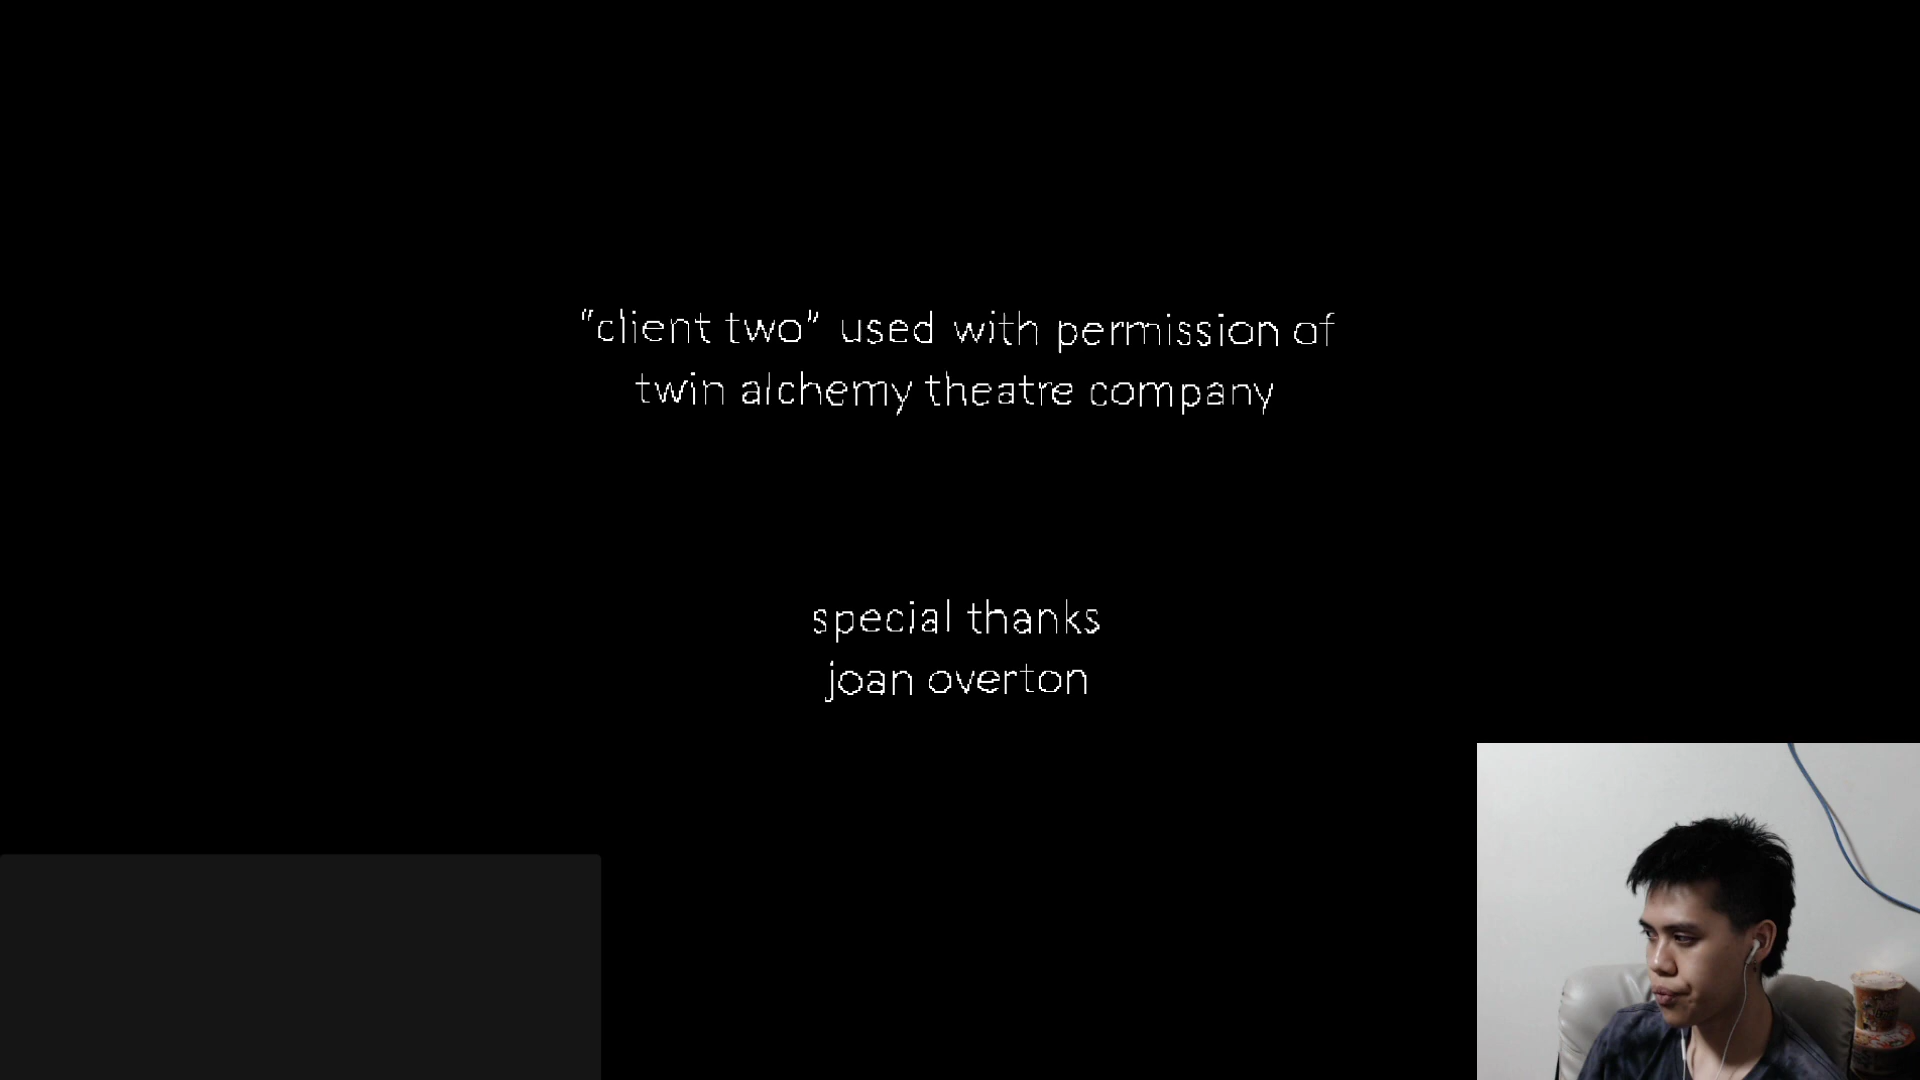 "client two" used with permission of
twin alchemy theatre company
special thanks
joan overton